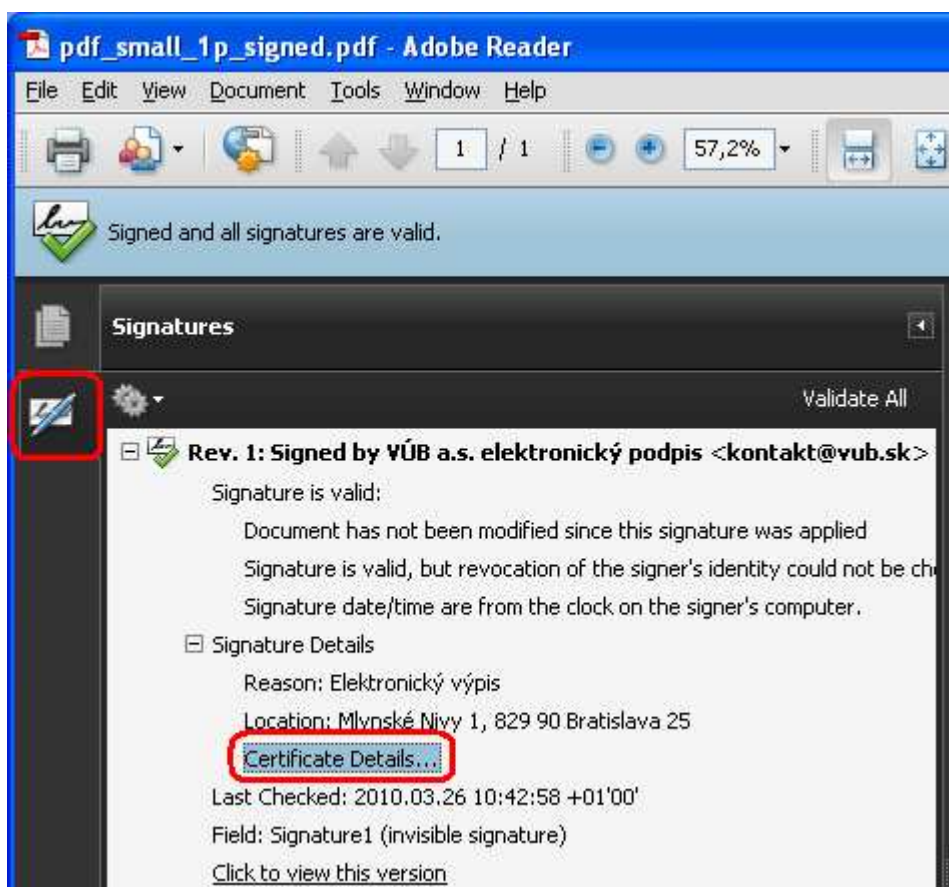 pdf_small_1p_signed.pdf - Adobe Reader
File Edit View Document Tools Window Help
1 / 1 57,2%
Signed and all signatures are valid.
Signatures
Validate All
Rev. 1: Signed by VÚB a.s. elektronický podpis <kontakt@vub.sk>
Signature is valid:
Document has not been modified since this signature was applied
Signature is valid, but revocation of the signer's identity could not be
Signature date/time are from the clock on the signer's computer.
Signature Details
Reason: Elektronický výpis
Location: Mlynské Nivy 1, 829 90 Bratislava 25
Certificate Details...
Last Checked: 2010.03.26 10:42:58 +01'00'
Field: Signature1 (invisible signature)
Click to view this version